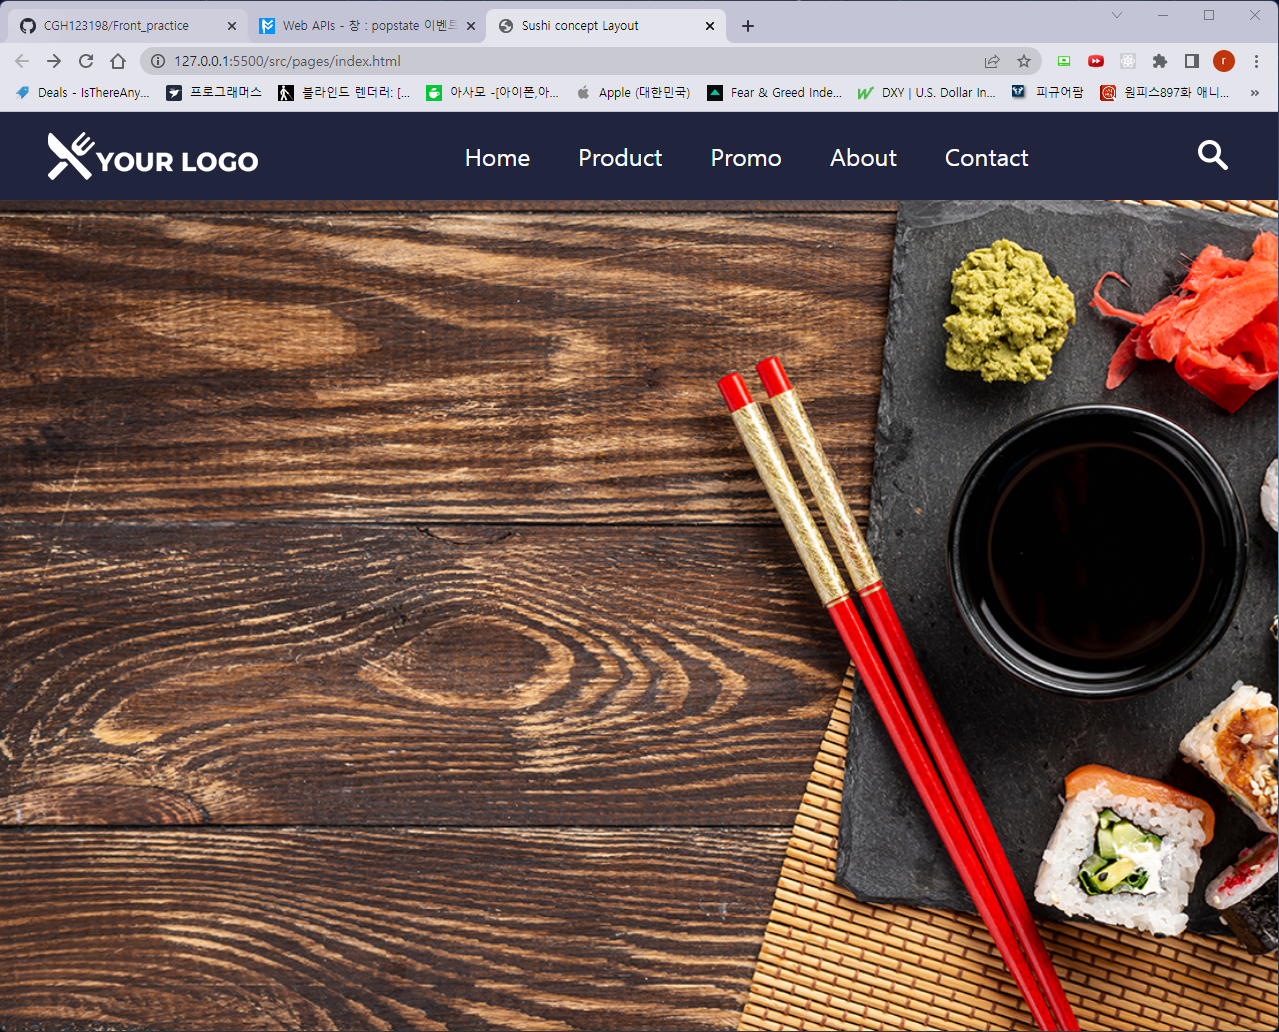 CGH123198/Front_practice
Web APIs - 창 : popstate 이벤트
Sushi concept Layout
127.0.0.1:5500/src/pages/index.html
r
Deals - IsThereAny...
프로그래머스
블라인드 렌더러: [...
아사모 -[아이폰,아...
Apple (대한민국)
Fear & Greed Inde...
DXY | U.S. Dollar In...
피규어팜
원피스897화 애니...
»
YOUR LOGO
Home
Product
Promo
About
Contact